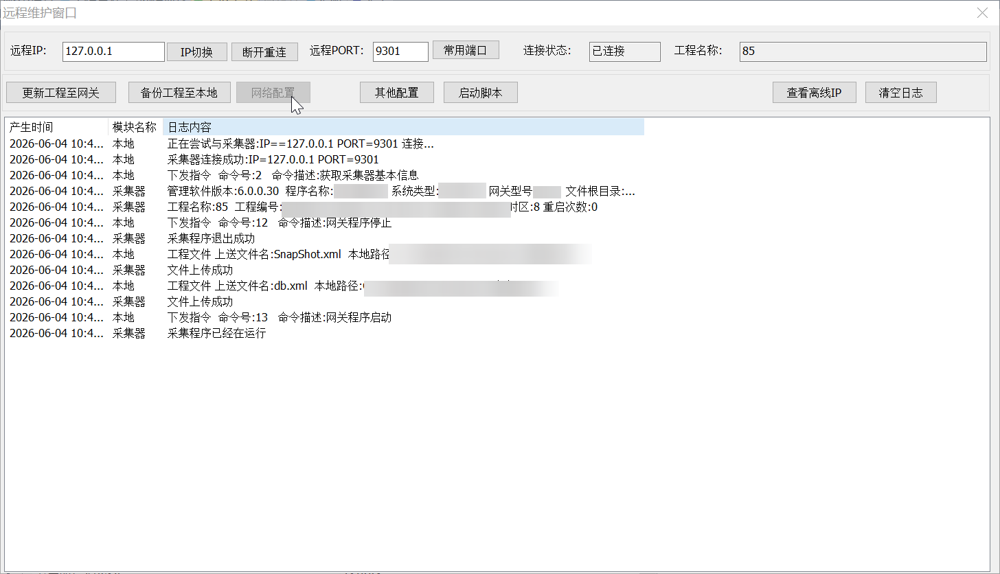 远程维护窗口
远程IP: 127.0.0.1 IP切换 断开重连 远程PORT: 9301 常用端口 连接状态: 已连接 工程名称: 85
更新工程至网关 备份工程至本地 网络配置 其他配置 启动脚本 查看离线IP 清空日志
产生时间 模块名称 日志内容
2026-06-04 10:4... 本地 正在尝试与采集器:IP==127.0.0.1 PORT=9301 连接...
2026-06-04 10:4... 本地 采集器连接成功:IP=127.0.0.1 PORT=9301
2026-06-04 10:4... 本地 下发指令 命令号:2 命令描述:获取采集器基本信息
2026-06-04 10:4... 采集器 管理软件版本:6.0.0.30 程序名称: 系统类型: 网关型号 文件根目录:...
2026-06-04 10:4... 采集器 工程名称:85 工程编号: 时区:8 重启次数:0
2026-06-04 10:4... 本地 下发指令 命令号:12 命令描述:网关程序停止
2026-06-04 10:4... 采集器 采集程序退出成功
2026-06-04 10:4... 本地 工程文件 上送文件名:SnapShot.xml 本地路径
2026-06-04 10:4... 采集器 文件上传成功
2026-06-04 10:4... 本地 工程文件 上送文件名:db.xml 本地路径:
2026-06-04 10:4... 采集器 文件上传成功
2026-06-04 10:4... 本地 下发指令 命令号:13 命令描述:网关程序启动
2026-06-04 10:4... 采集器 采集程序已经在运行